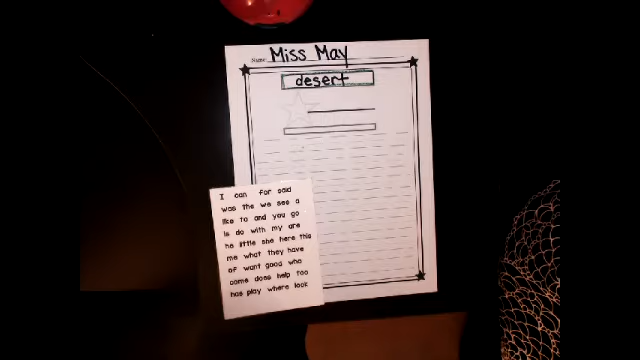 Name: Miss May
desert
I can for said
was the we see a
like to and you go
is do with my are
he little she here this
me what they have
of want good who
come does help too
has play where look